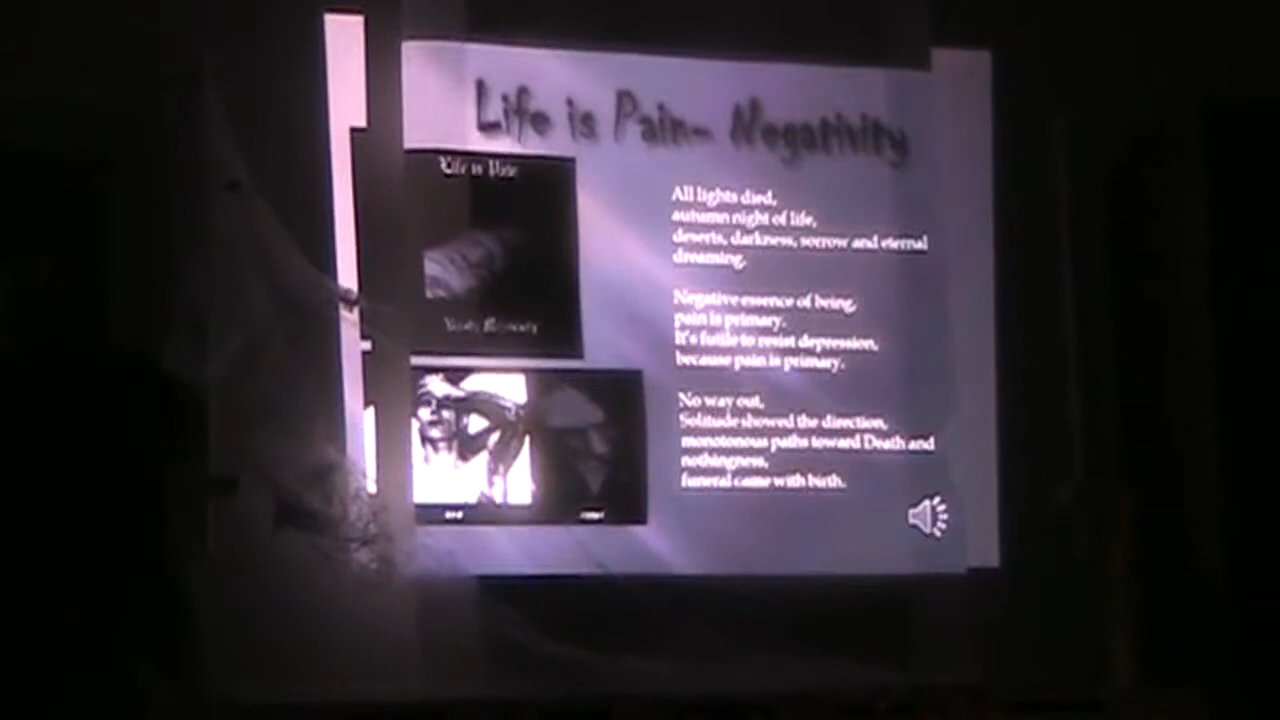 Life is Pain- Negativity
Life is Pain
All lights died,
autumn night of life,
deserts, darkness, sorrow and eternal
dreaming.
Negative essence of being,
pain is primary.
It's futile to resist depression,
because pain is primary.
No way out,
Solitude showed the direction,
monotonous paths toward Death and
nothingness,
funeral came with birth.